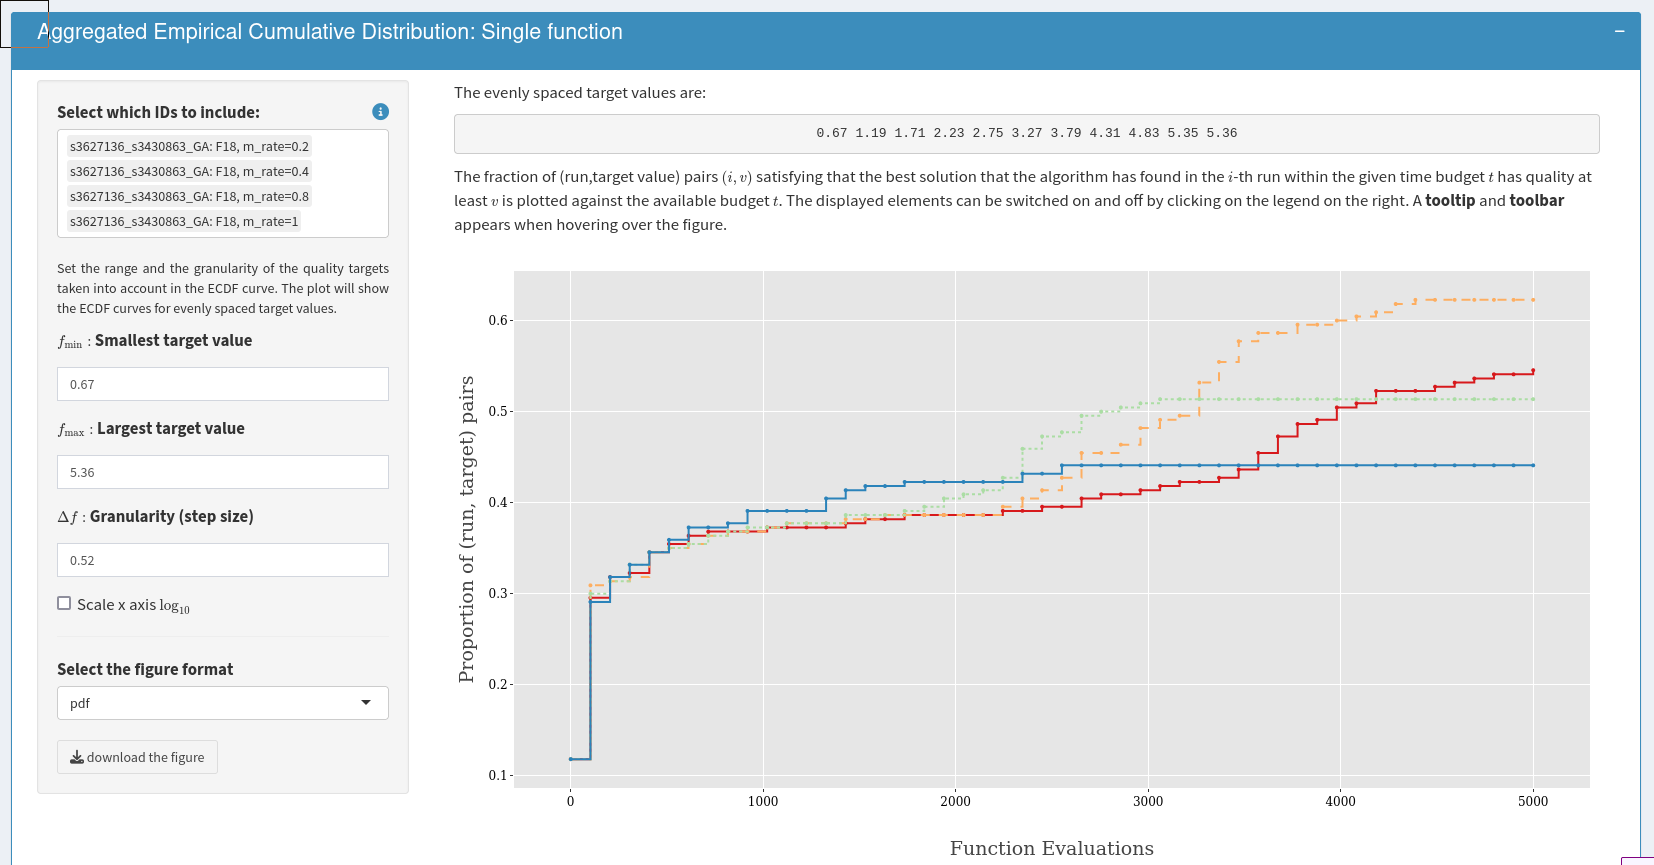 Aggregated Empirical Cumulative Distribution: Single function
Select which IDs to include:
s3627136_s3430863_GA: F18, m_rate=0.2
s3627136_s3430863_GA: F18, m_rate=0.4
s3627136_s3430863_GA: F18, m_rate=0.8
s3627136_s3430863_GA: F18, m_rate=1
Set the range and the granularity of the quality targets
taken into account in the ECDF curve. The plot will show
the ECDF curves for evenly spaced target values.
fmin : Smallest target value
0.67
fmax : Largest target value
5.36
Δf : Granularity (step size)
0.52
Scale x axis log10
Select the figure format
pdf
download the figure
The evenly spaced target values are:
0.67 1.19 1.71 2.23 2.75 3.27 3.79 4.31 4.83 5.35 5.36
The fraction of (run,target value) pairs (i, v) satisfying that the best solution that the algorithm has found in the i-th run within the given time budget t has quality at
least v is plotted against the available budget t. The displayed elements can be switched on and off by clicking on the legend on the right. A tooltip and toolbar
appears when hovering over the figure.
Proportion of (run, target) pairs
0.6
0.5
0.4
0.3
0.2
0.1
0 1000 2000 3000 4000 5000
Function Evaluations